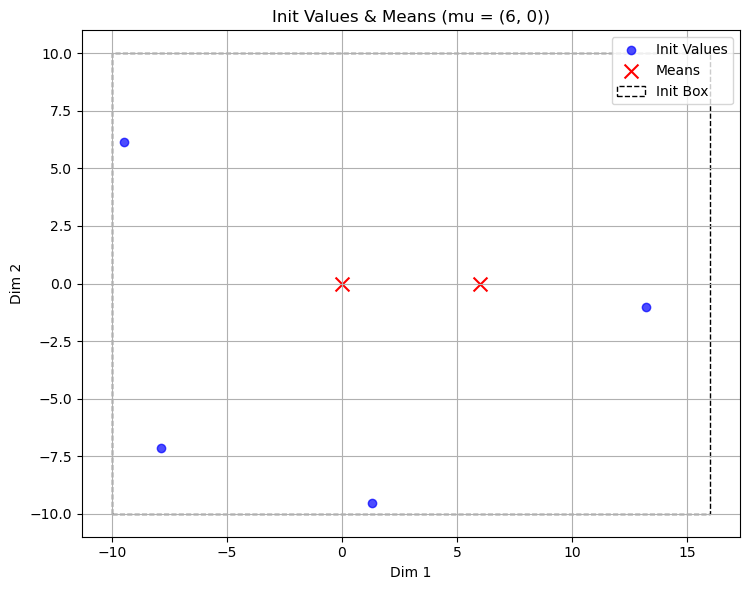 Init Values & Means (mu = (6, 0))
Init Values
Means
Init Box
10.0
7.5
5.0
2.5
0.0
−2.5
−5.0
−7.5
−10.0
Dim 2
−10
−5
0
5
10
15
Dim 1